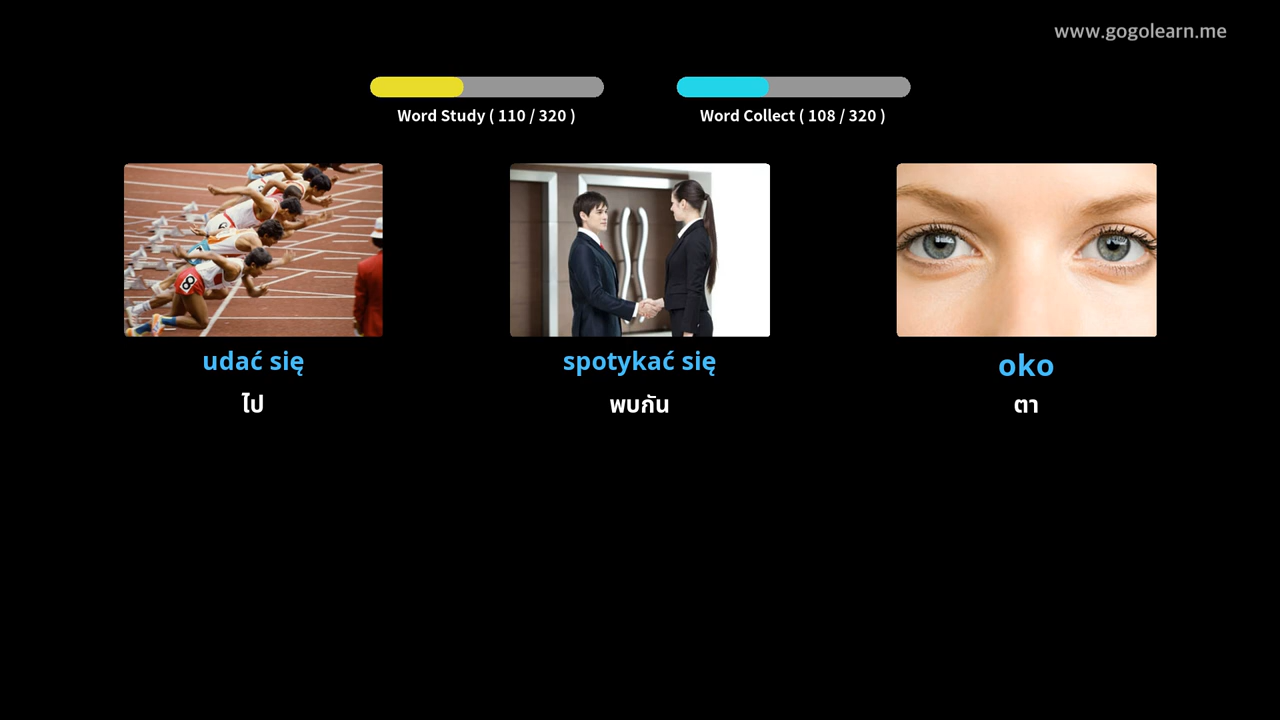 www.gogolearn.me
Word Study ( 110 / 320 )
Word Collect ( 108 / 320 )
8
udać się
spotykać się
oko
ไป
พบกัน
ตา